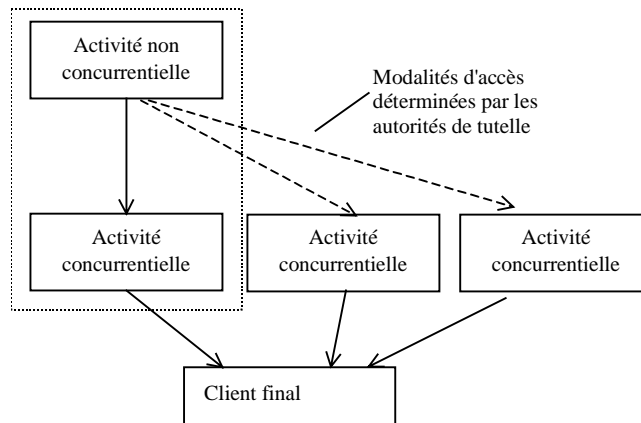 Activité non
concurrentielle
Modalités d'accès
déterminées par les
autorités de tutelle
Activité
concurrentielle
Activité
concurrentielle
Activité
concurrentielle
Client final